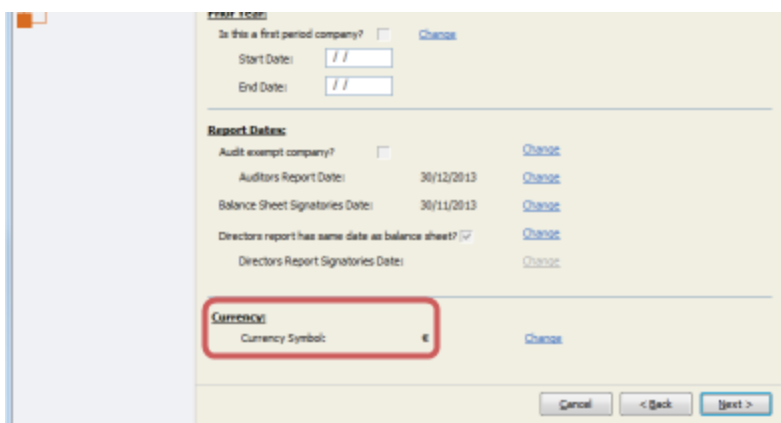 Prior Year:
Is this a first period company? Change
Start Date: / /
End Date: / /
Report Dates:
Audit exempt company? Change
Auditors Report Date: 30/12/2013 Change
Balance Sheet Signatories Date: 30/11/2013 Change
Directors report has same date as balance sheet? Change
Directors Report Signatories Date: Change
Currency:
Currency Symbol: € Change
Cancel < Back Next >